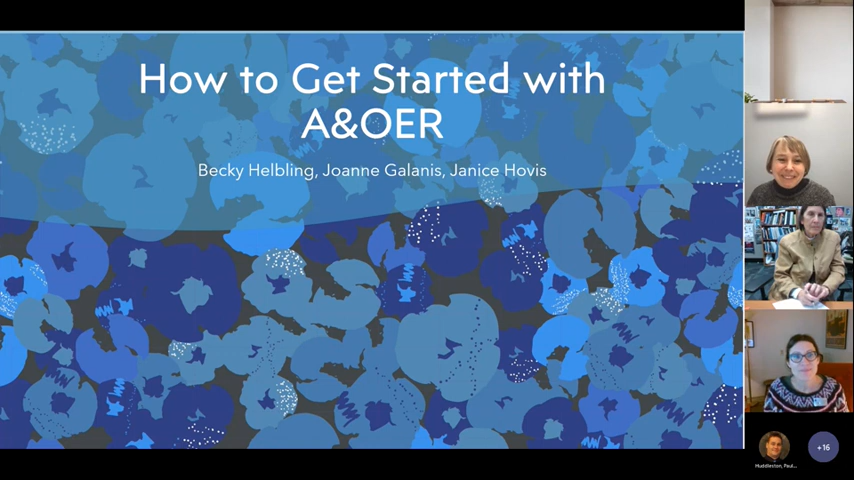 How to Get Started with
A&OER
Becky Helbling, Joanne Galanis, Janice Hovis
Huddleston, Paul...
+16